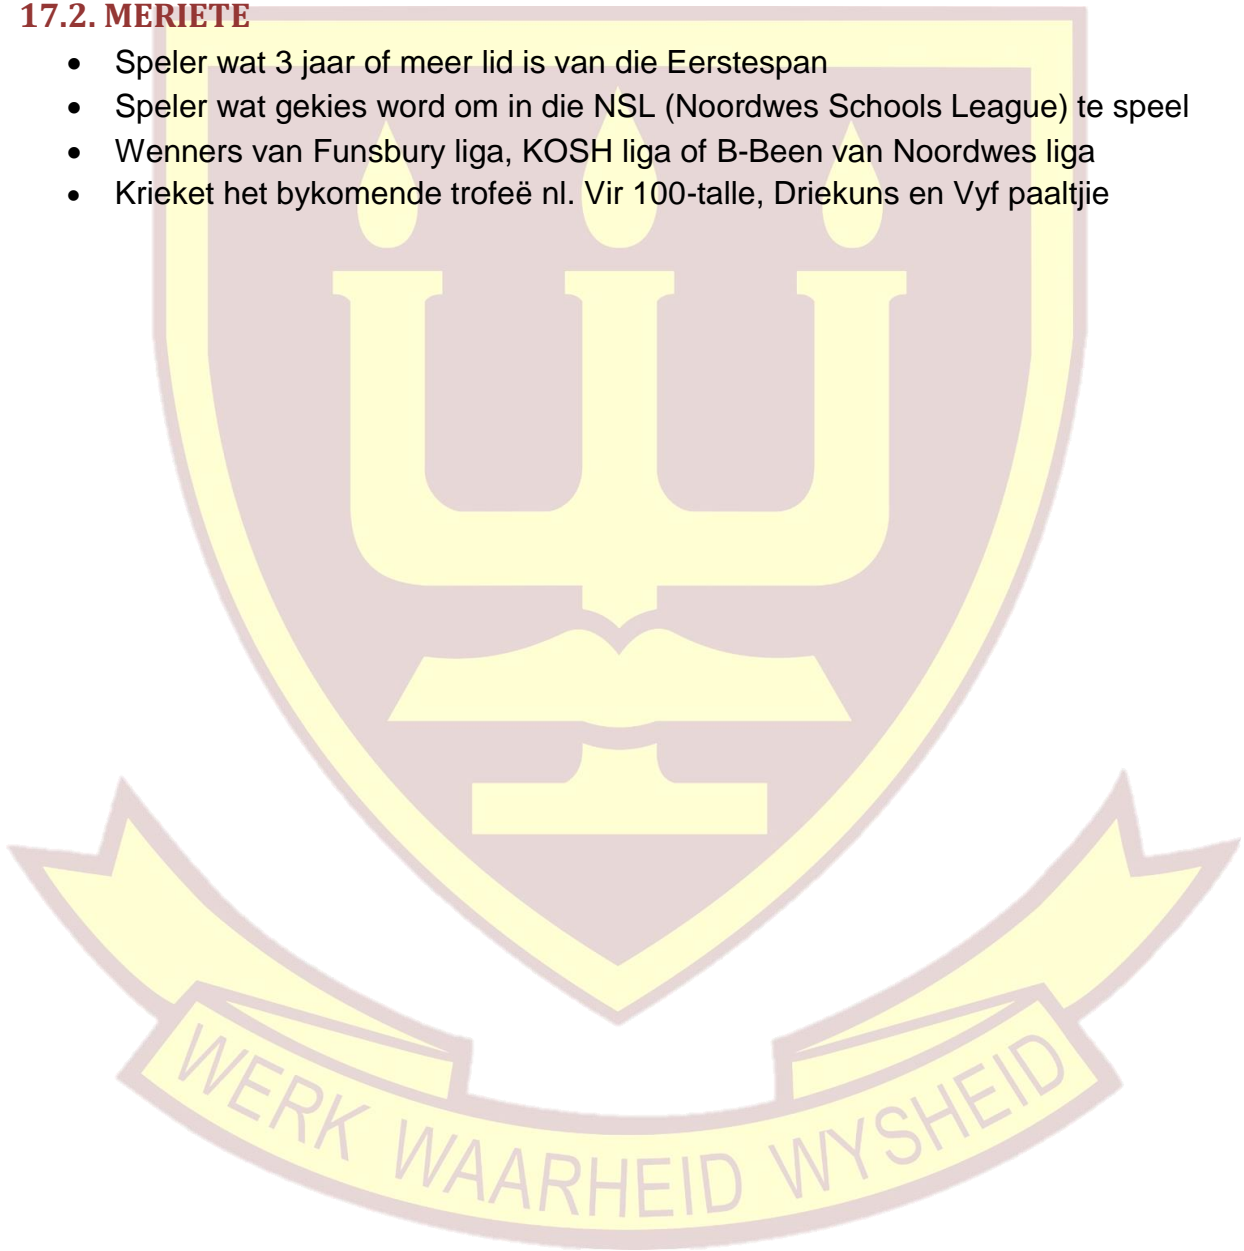 17.2. MERIETE
• Speler wat 3 jaar of meer lid is van die Eerstespan
• Speler wat gekies word om in die NSL (Noordwes Schools League) te speel
• Wenners van Funsbury liga, KOSH liga of B-Been van Noordwes liga
• Krieket het bykomende trofeë nl. Vir 100-talle, Driekuns en Vyf paaltjie
WERK WAARHEID WYSHEID